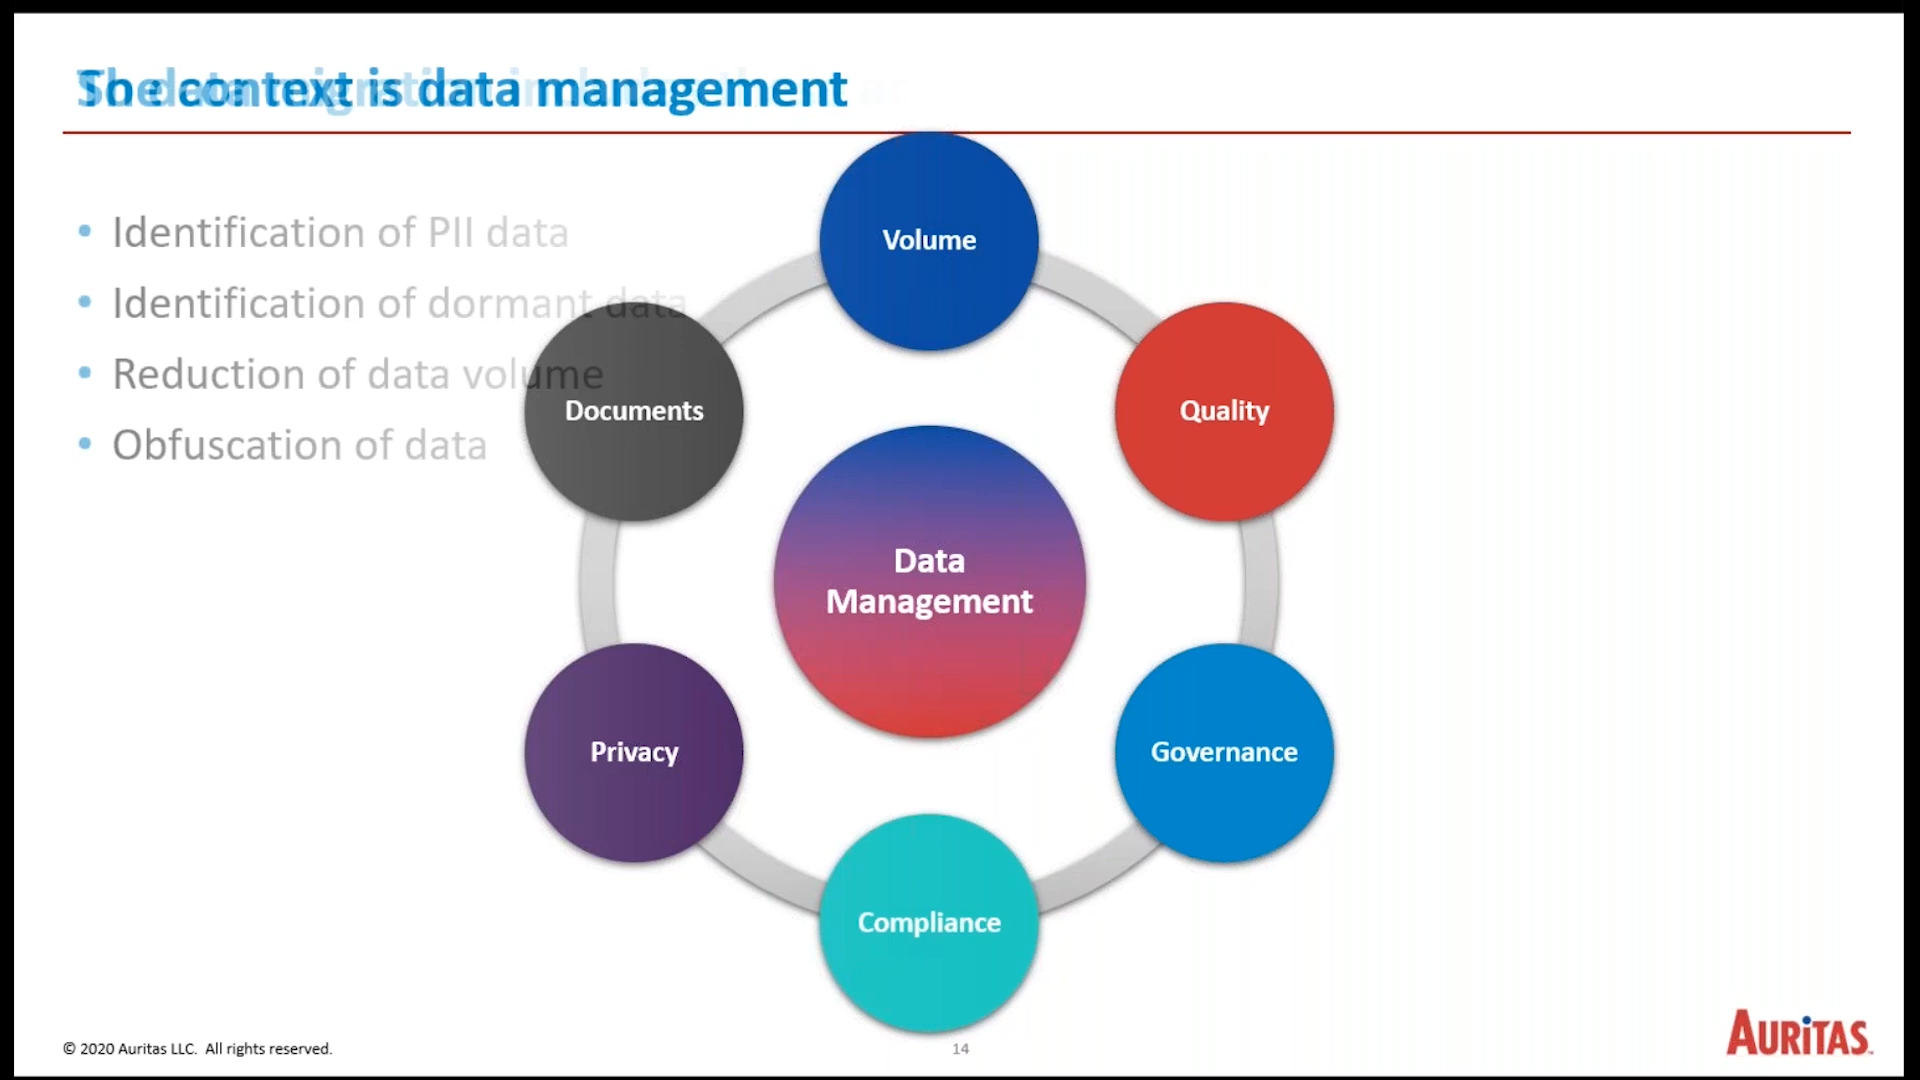 The context is data management
Identification of PII data
Identification of dormant data
Reduction of data volume
Obfuscation of data
Volume
Documents
Quality
Data
Management
Privacy
Governance
Compliance
© 2020 Auritas LLC. All rights reserved.
14
AURiTAS